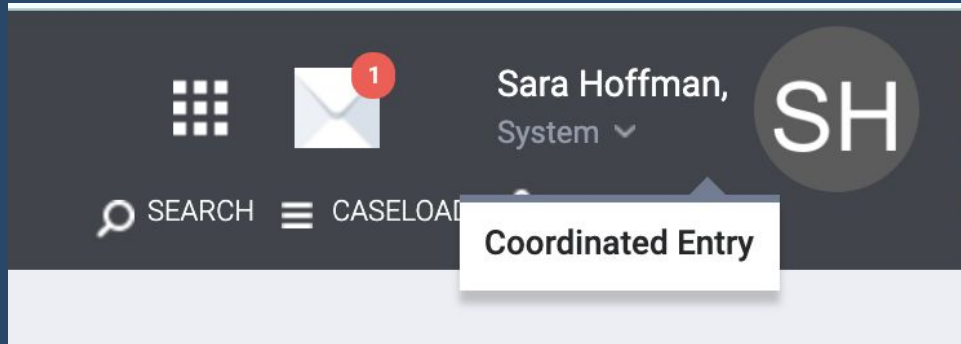 1
Sara Hoffman,
System
SH
SEARCH
CASELOAD
Coordinated Entry